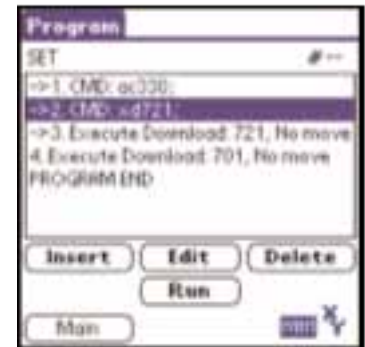 Program
SET # --
->1. CMD: ac330;
->2. CMD: xd721;
->3. Execute Download: 721, No move
4. Execute Download: 701, No move
PROGRAM END
Insert Edit Delete
Run
Man
X
Y